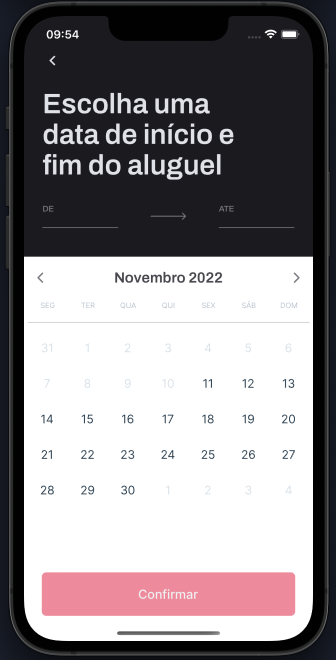 09:54
Escolha uma
data de início e
fim do aluguel
DE
ATE
Novembro 2022
SEG TER QUA QUI SEX SÁB DOM
31 1 2 3 4 5 6
7 8 9 10 11 12 13
14 15 16 17 18 19 20
21 22 23 24 25 26 27
28 29 30 1 2 3 4
Confirmar